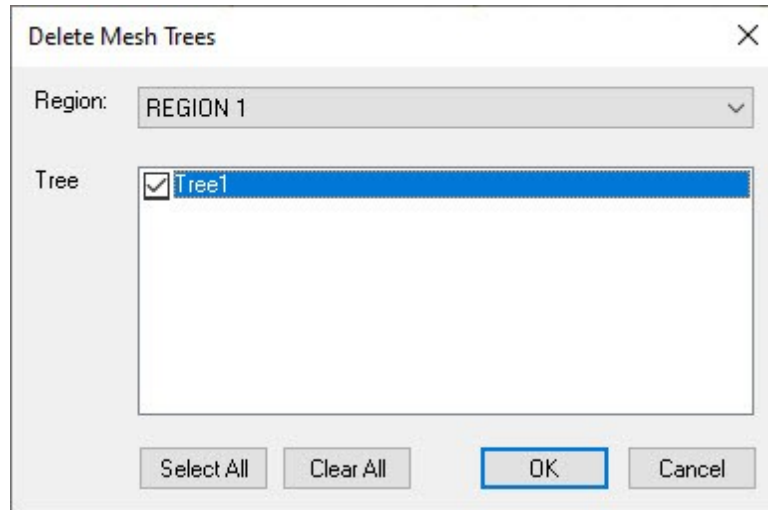 Delete Mesh Trees
Region: REGION 1
Tree Tree1
Select All Clear All OK Cancel